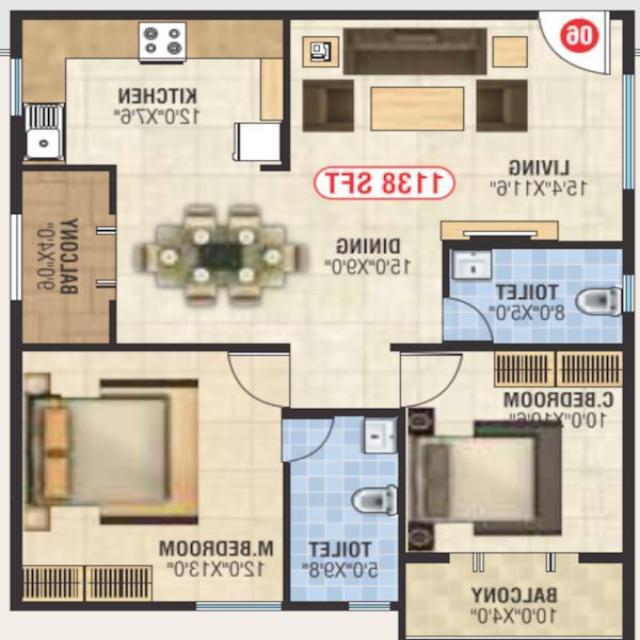 06
KITCHEN
12'0"X7'6"
LIVING
15'4"X11'6"
1138 SFT
BALCONY
9'0"X4'0"
DINING
15'0"X9'0"
TOILET
8'0"X5'0"
C.BEDROOM
10'0"X10'6"
M.BEDROOM
12'0"X13'0"
TOILET
5'0"X9'8"
BALCONY
10'0"X4'0"